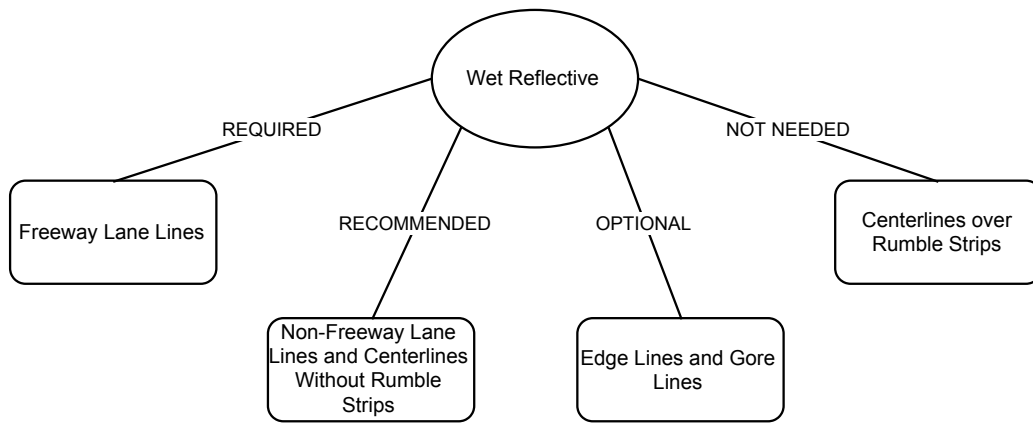 Wet Reflective
REQUIRED
NOT NEEDED
Freeway Lane Lines
RECOMMENDED
OPTIONAL
Centerlines over
Rumble Strips
Non-Freeway Lane
Lines and Centerlines
Without Rumble
Strips
Edge Lines and Gore
Lines